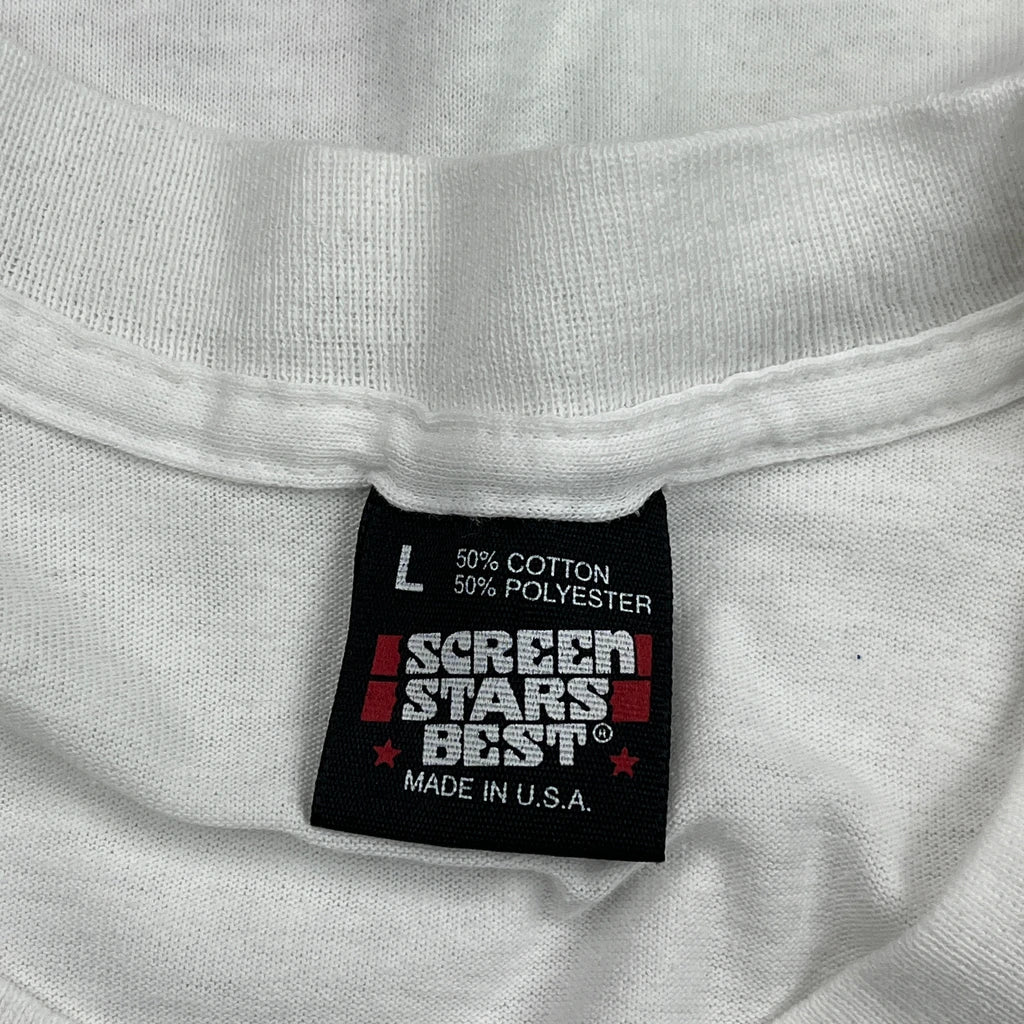 L
50% COTTON
50% POLYESTER
SCREEN
STARS
BEST®
MADE IN U.S.A.